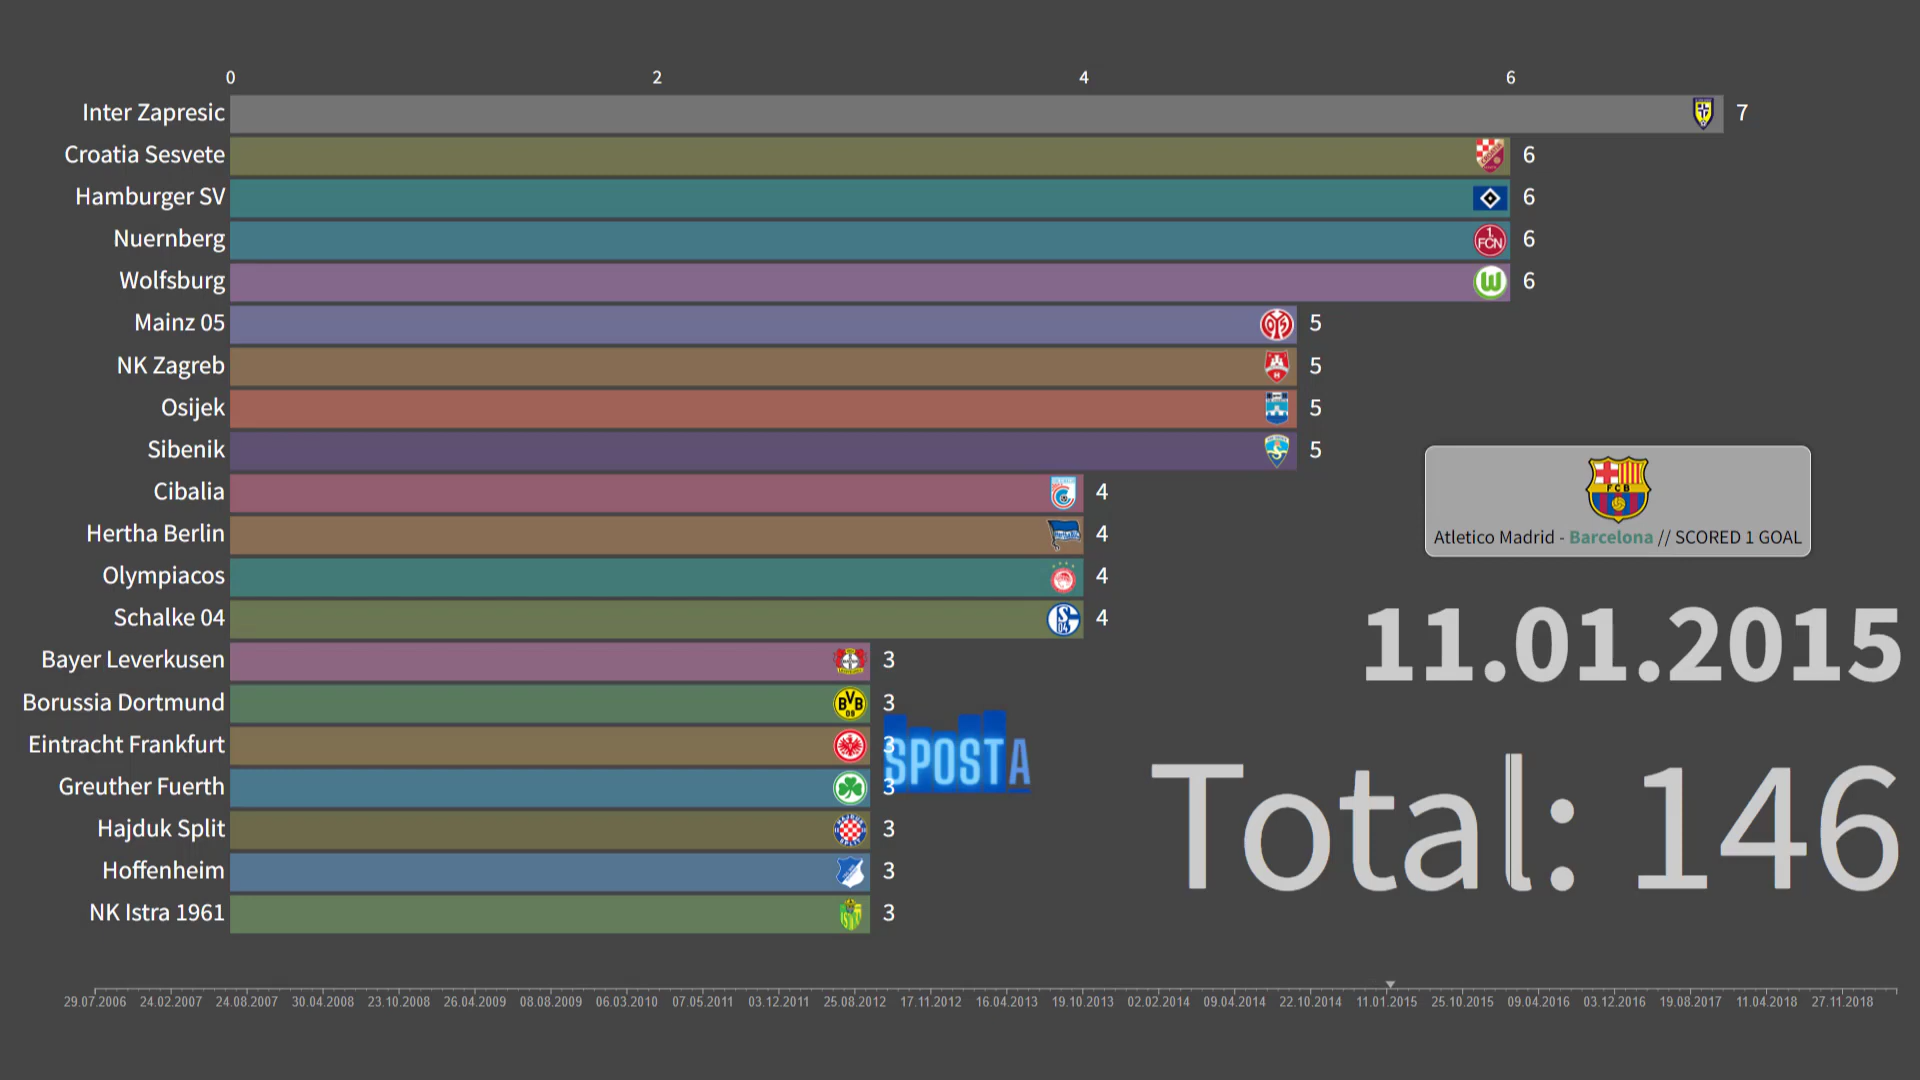 0 2 4 6
Inter Zapresic 7
Croatia Sesvete 6
Hamburger SV 6
Nuernberg 1. FCN 6
Wolfsburg W 6
Mainz 05 5
NK Zagreb 5
Osijek 5
Sibenik 5
Cibalia 4
Hertha Berlin 4
Olympiacos 4
Schalke 04 S 04 4
Bayer Leverkusen 3
Borussia Dortmund BVB 09 3
Eintracht Frankfurt 3
Greuther Fuerth 3
Hajduk Split 3
Hoffenheim 3
NK Istra 1961 3
FCB
Atletico Madrid - Barcelona // SCORED 1 GOAL
11.01.2015
SPOSTA
Total: 146
29.07.2006 24.02.2007 24.08.2007 30.04.2008 23.10.2008 26.04.2009 08.08.2009 06.03.2010 07.05.2011 03.12.2011 25.08.2012 17.11.2012 16.04.2013 19.10.2013 02.02.2014 09.04.2014 22.10.2014 11.01.2015 25.10.2015 09.04.2016 03.12.2016 19.08.2017 11.04.2018 27.11.2018